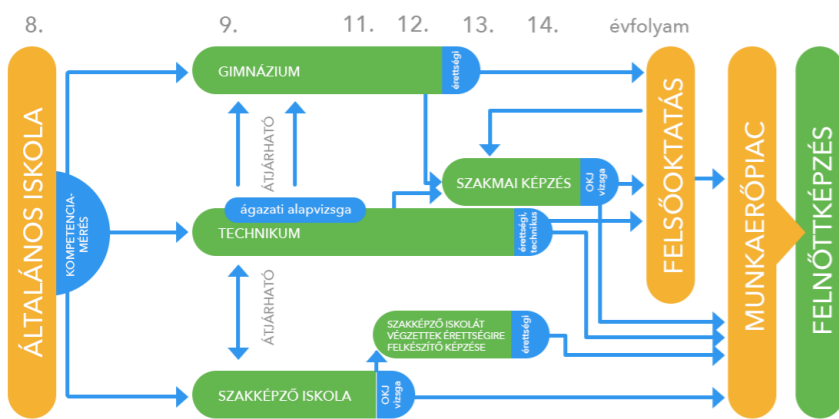 8.
9.
11.
12.
13.
14.
évfolyam
ÁLTALÁNOS ISKOLA
KOMPETENCIA-
MÉRÉS
GIMNÁZIUM
érettségi
ÁTJÁRHATÓ
ágazati alapvizsga
TECHNIKUM
érettségi,
technikus
SZAKMAI KÉPZÉS
OKJ
vizsga
ÁTJÁRHATÓ
SZAKKÉPZŐ ISKOLÁT
VÉGZETTEK ÉRETTSÉGIRE
FELKÉSZÍTŐ KÉPZÉSE
érettségi
SZAKKÉPZŐ ISKOLA
OKJ
vizsga
FELSŐOKTATÁS
MUNKAERŐPIAC
FELNŐTTKÉPZÉS